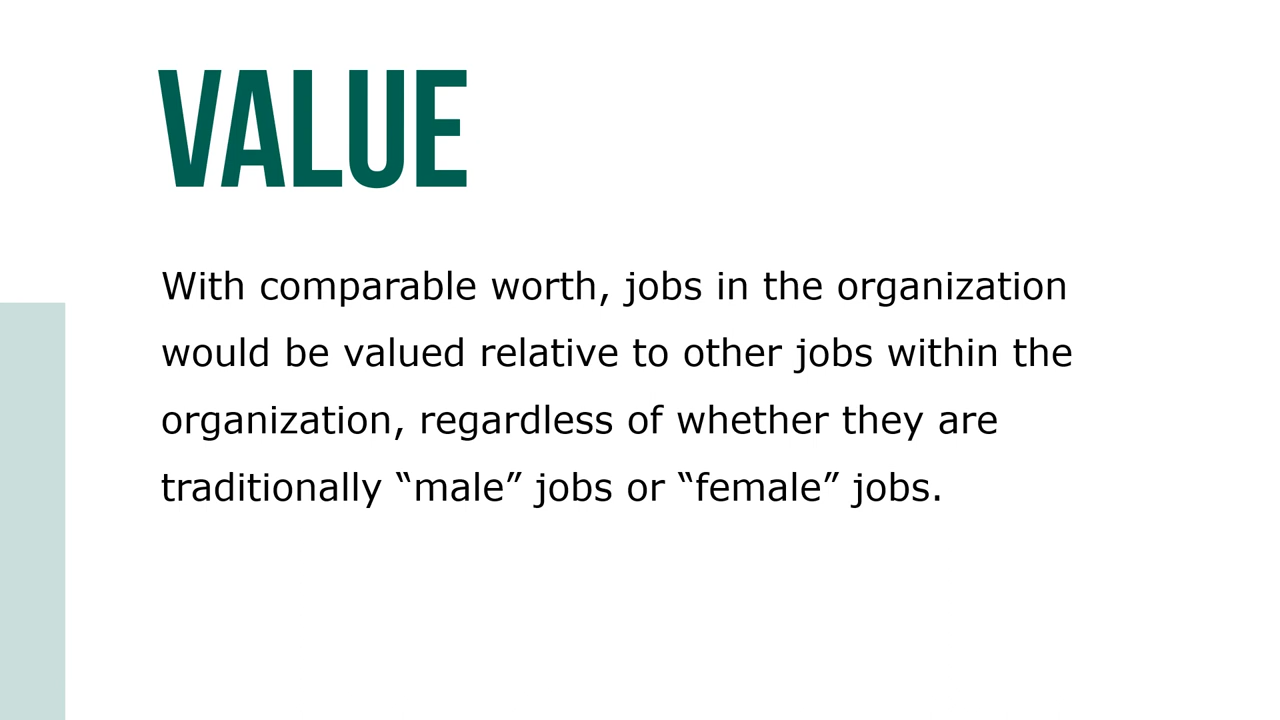 VALUE
With comparable worth, jobs in the organization
would be valued relative to other jobs within the
organization, regardless of whether they are
traditionally “male” jobs or “female” jobs.